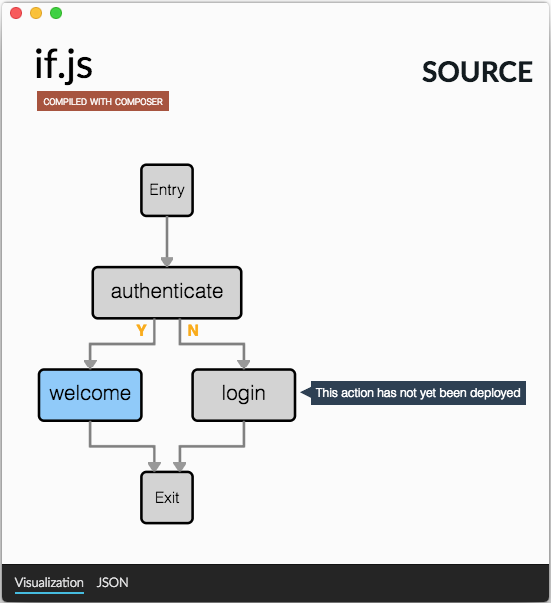 if.js
SOURCE
COMPILED WITH COMPOSER
Entry
authenticate
Y N
welcome
login
This action has not yet been deployed
Exit
Visualization JSON